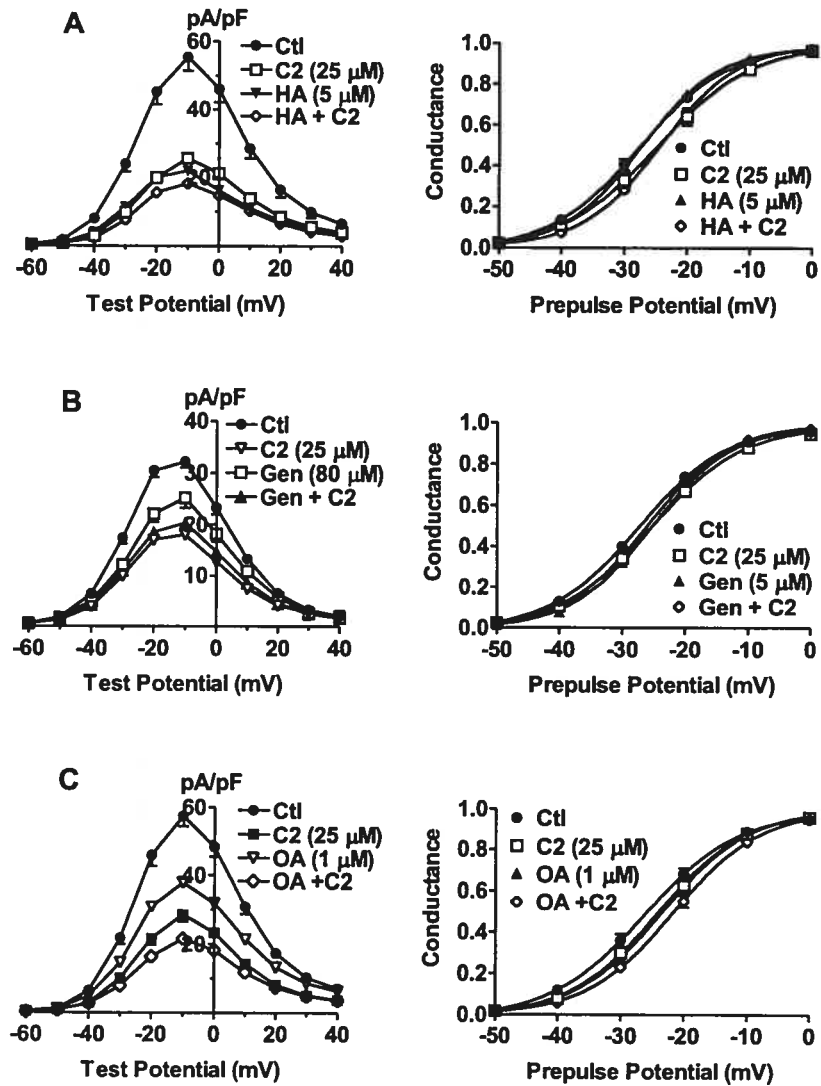 A
pA/pF
60
40
20
Ctl
C2 (25 µM)
HA (5 µM)
HA + C2
-60 -40 -20 0 20 40
Test Potential (mV)
Conductance
1.0
0.8
0.6
0.4
0.2
0.0
Ctl
C2 (25 µM)
HA (5 µM)
HA + C2
-50 -40 -30 -20 -10 0
Prepulse Potential (mV)
B
pA/pF
40
30
20
10
Ctl
C2 (25 µM)
Gen (80 µM)
Gen + C2
-60 -40 -20 0 20 40
Test Potential (mV)
Conductance
1.0
0.8
0.6
0.4
0.2
0.0
Ctl
C2 (25 µM)
Gen (5 µM)
Gen + C2
-50 -40 -30 -20 -10 0
Prepulse Potential (mV)
C
pA/pF
60
40
20
Ctl
C2 (25 µM)
OA (1 µM)
OA +C2
-60 -40 -20 0 20 40
Test Potential (mV)
Conductance
1.0
0.8
0.6
0.4
0.2
0.0
Ctl
C2 (25 µM)
OA (1 µM)
OA +C2
-50 -40 -30 -20 -10 0
Prepulse Potential (mV)